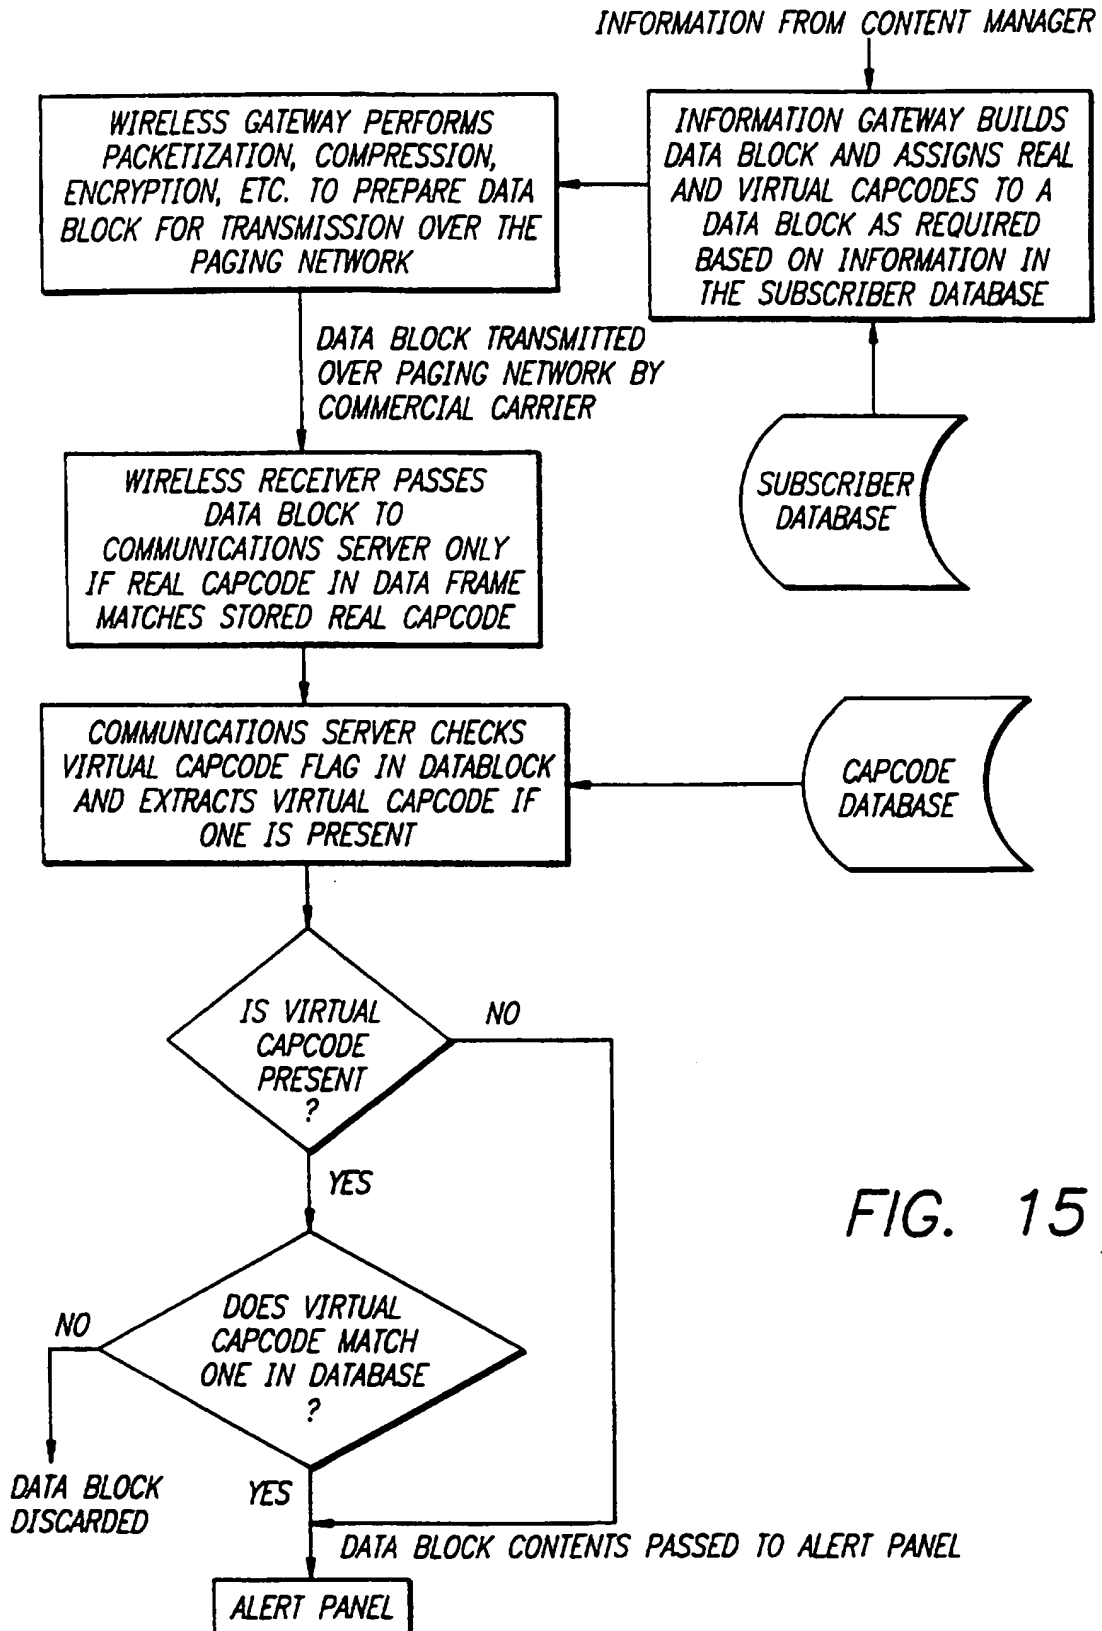 INFORMATION FROM CONTENT MANAGER
INFORMATION GATEWAY BUILDS
DATA BLOCK AND ASSIGNS REAL
AND VIRTUAL CAPCODES TO A
DATA BLOCK AS REQUIRED
BASED ON INFORMATION IN
THE SUBSCRIBER DATABASE
WIRELESS GATEWAY PERFORMS
PACKETIZATION, COMPRESSION,
ENCRYPTION, ETC. TO PREPARE DATA
BLOCK FOR TRANSMISSION OVER THE
PAGING NETWORK
DATA BLOCK TRANSMITTED
OVER PAGING NETWORK BY
COMMERCIAL CARRIER
SUBSCRIBER
DATABASE
WIRELESS RECEIVER PASSES
DATA BLOCK TO
COMMUNICATIONS SERVER ONLY
IF REAL CAPCODE IN DATA FRAME
MATCHES STORED REAL CAPCODE
COMMUNICATIONS SERVER CHECKS
VIRTUAL CAPCODE FLAG IN DATABLOCK
AND EXTRACTS VIRTUAL CAPCODE IF
ONE IS PRESENT
CAPCODE
DATABASE
IS VIRTUAL
CAPCODE
PRESENT
?
NO
YES
DOES VIRTUAL
CAPCODE MATCH
ONE IN DATABASE
?
NO
DATA BLOCK
DISCARDED
YES
DATA BLOCK CONTENTS PASSED TO ALERT PANEL
ALERT PANEL
FIG. 15